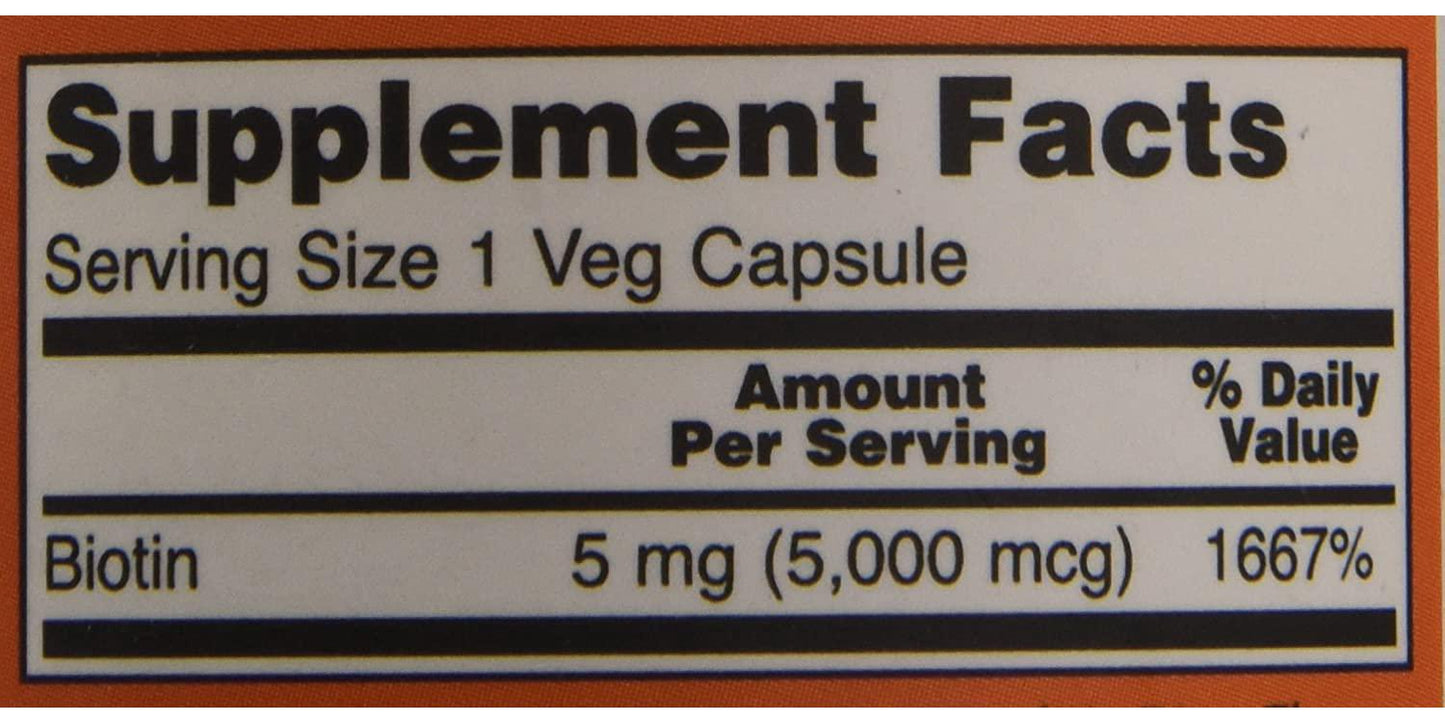 Supplement Facts
Serving Size 1 Veg Capsule
Amount
Per Serving
% Daily
Value
Biotin 5 mg (5,000 mcg) 1667%